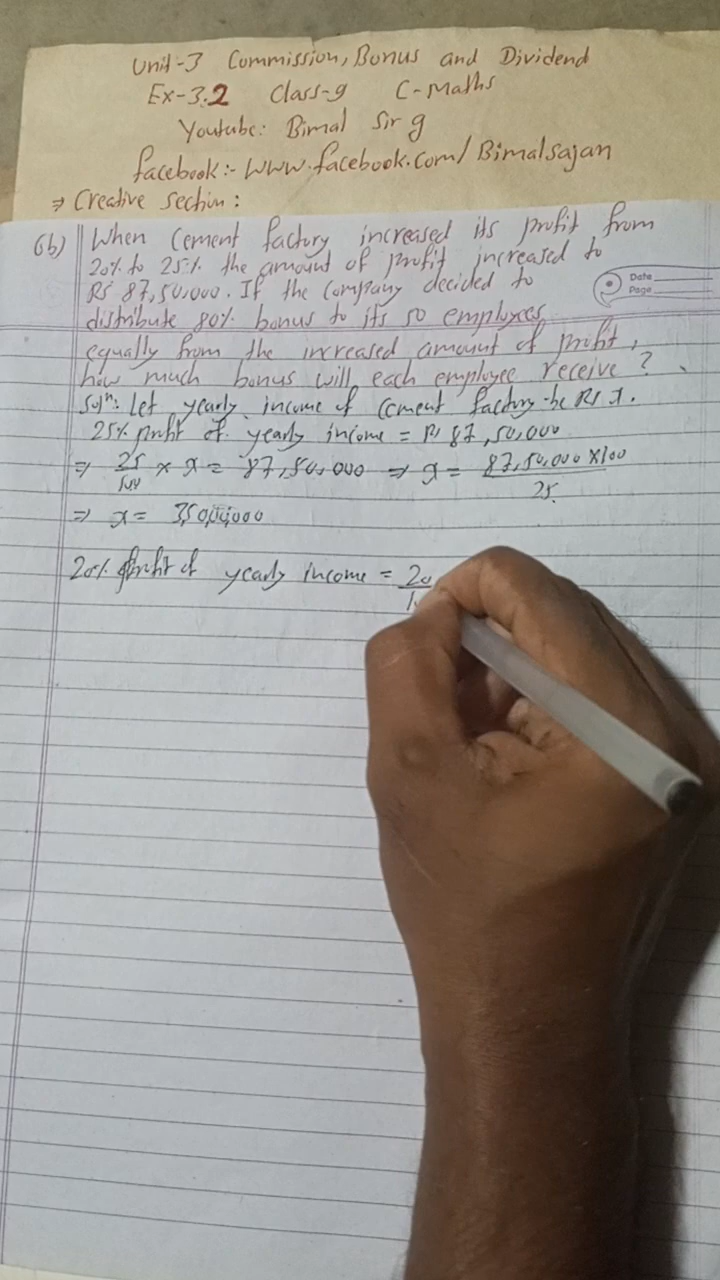 Unit-3 Commission, Bonus and Dividend
Ex-3.2 Class-9 C-Maths
Youtube: Bimal Sir g
facebook:- www.facebook.com/Bimalsajan
⇒ Creative section:
6b) When Cement factory increased its profit from
20% to 25% the amount of profit increased to
RS 87,50,000. If the Company decided to
Date
Page
distribute 80% bonus to its 50 employees
equally from the increased amount of profit,
how much bonus will each employee receive?
Solⁿ: Let yearly income of cement factory be Rs x.
25% profit of yearly income = Rs 87,50,000
⇒ 25/100 × x = 87,50,000 ⇒ x = 87,50,000 × 100 / 25
⇒ x = 3,50,00,000
20% profit of yearly income = 20